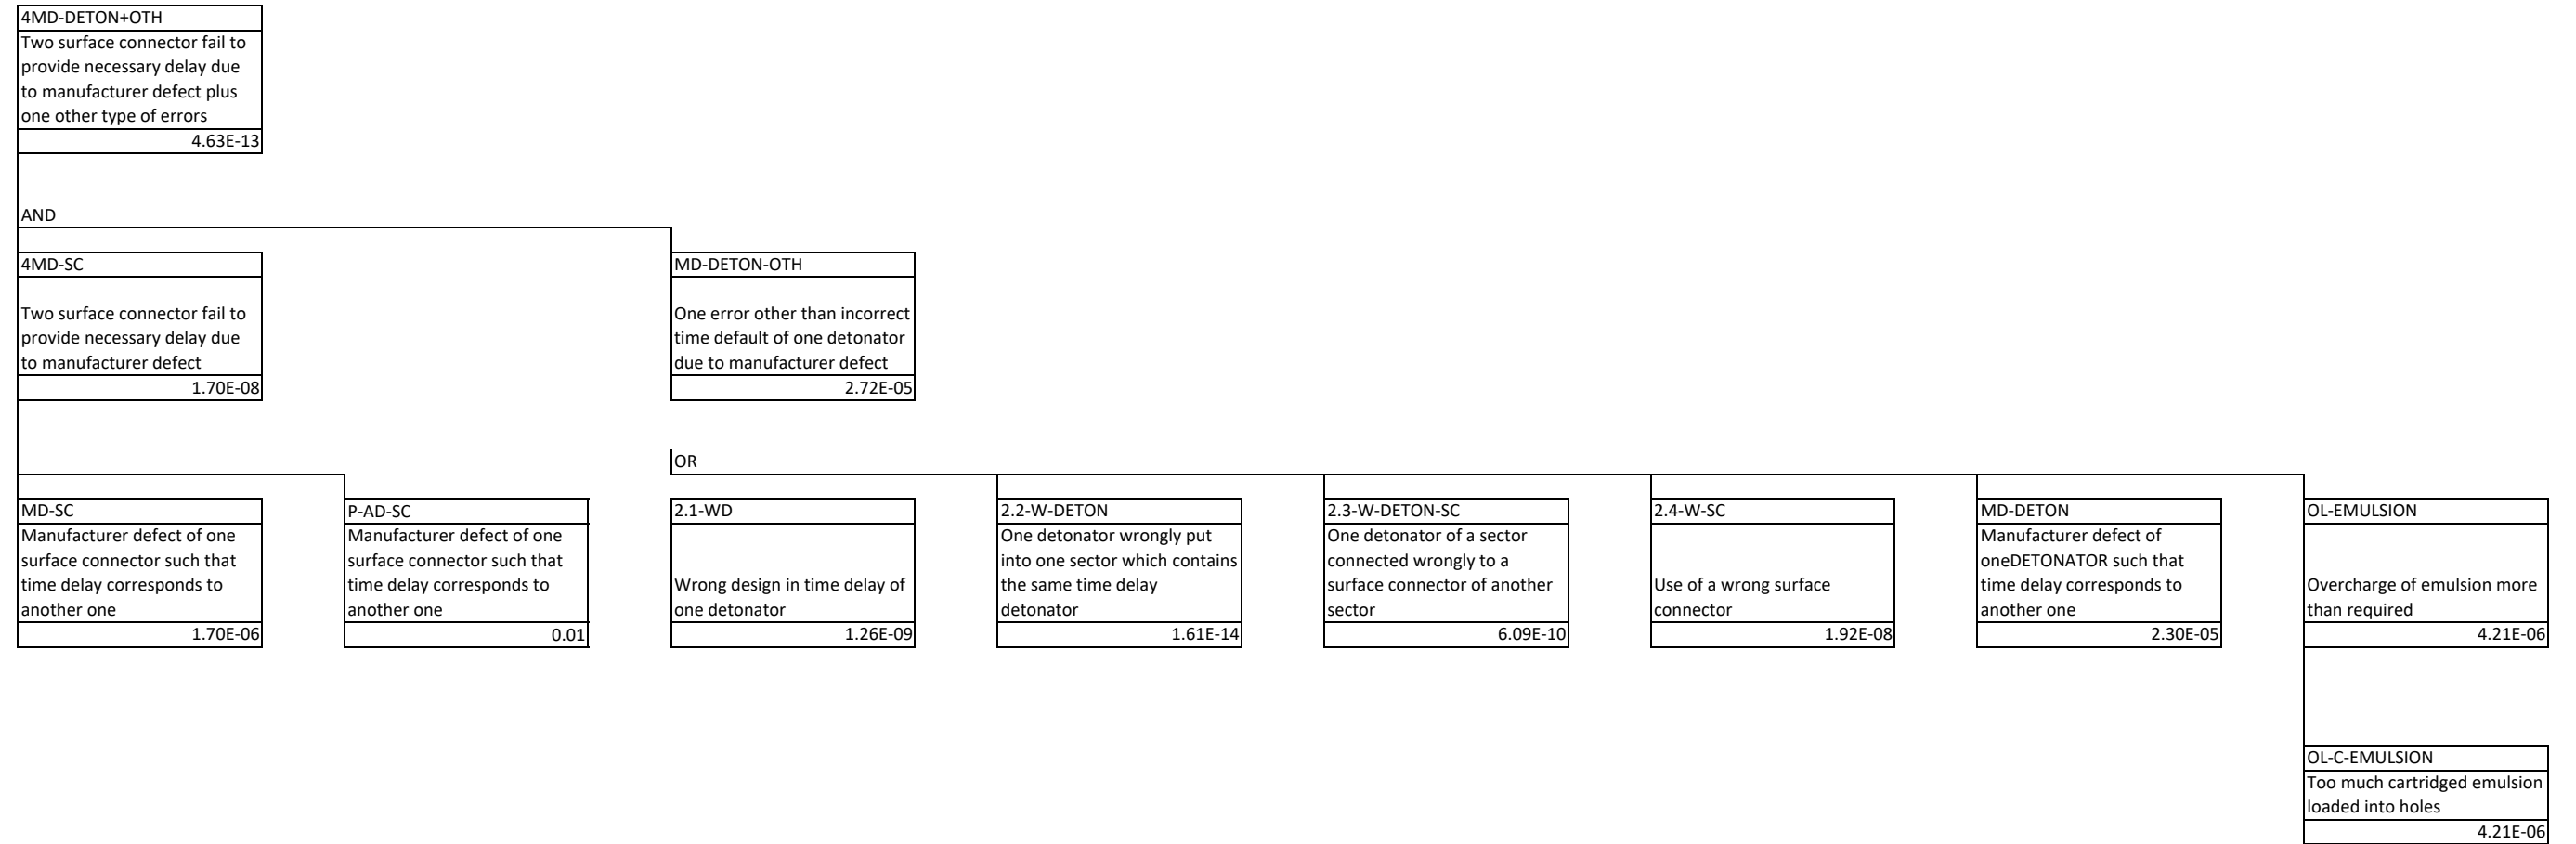 4MD-DETON+OTH
Two surface connector fail to
provide necessary delay due
to manufacturer defect plus
one other type of errors
4.63E-13
AND
4MD-SC
Two surface connector fail to
provide necessary delay due
to manufacturer defect
1.70E-08
MD-DETON-OTH
One error other than incorrect
time default of one detonator
due to manufacturer defect
2.72E-05
OR
MD-SC
Manufacturer defect of one
surface connector such that
time delay corresponds to
another one
1.70E-06
P-AD-SC
Manufacturer defect of one
surface connector such that
time delay corresponds to
another one
0.01
2.1-WD
Wrong design in time delay of
one detonator
1.26E-09
2.2-W-DETON
One detonator wrongly put
into one sector which contains
the same time delay
detonator
1.61E-14
2.3-W-DETON-SC
One detonator of a sector
connected wrongly to a
surface connector of another
sector
6.09E-10
2.4-W-SC
Use of a wrong surface
connector
1.92E-08
MD-DETON
Manufacturer defect of
oneDETONATOR such that
time delay corresponds to
another one
2.30E-05
OL-EMULSION
Overcharge of emulsion more
than required
4.21E-06
OL-C-EMULSION
Too much cartridged emulsion
loaded into holes
4.21E-06